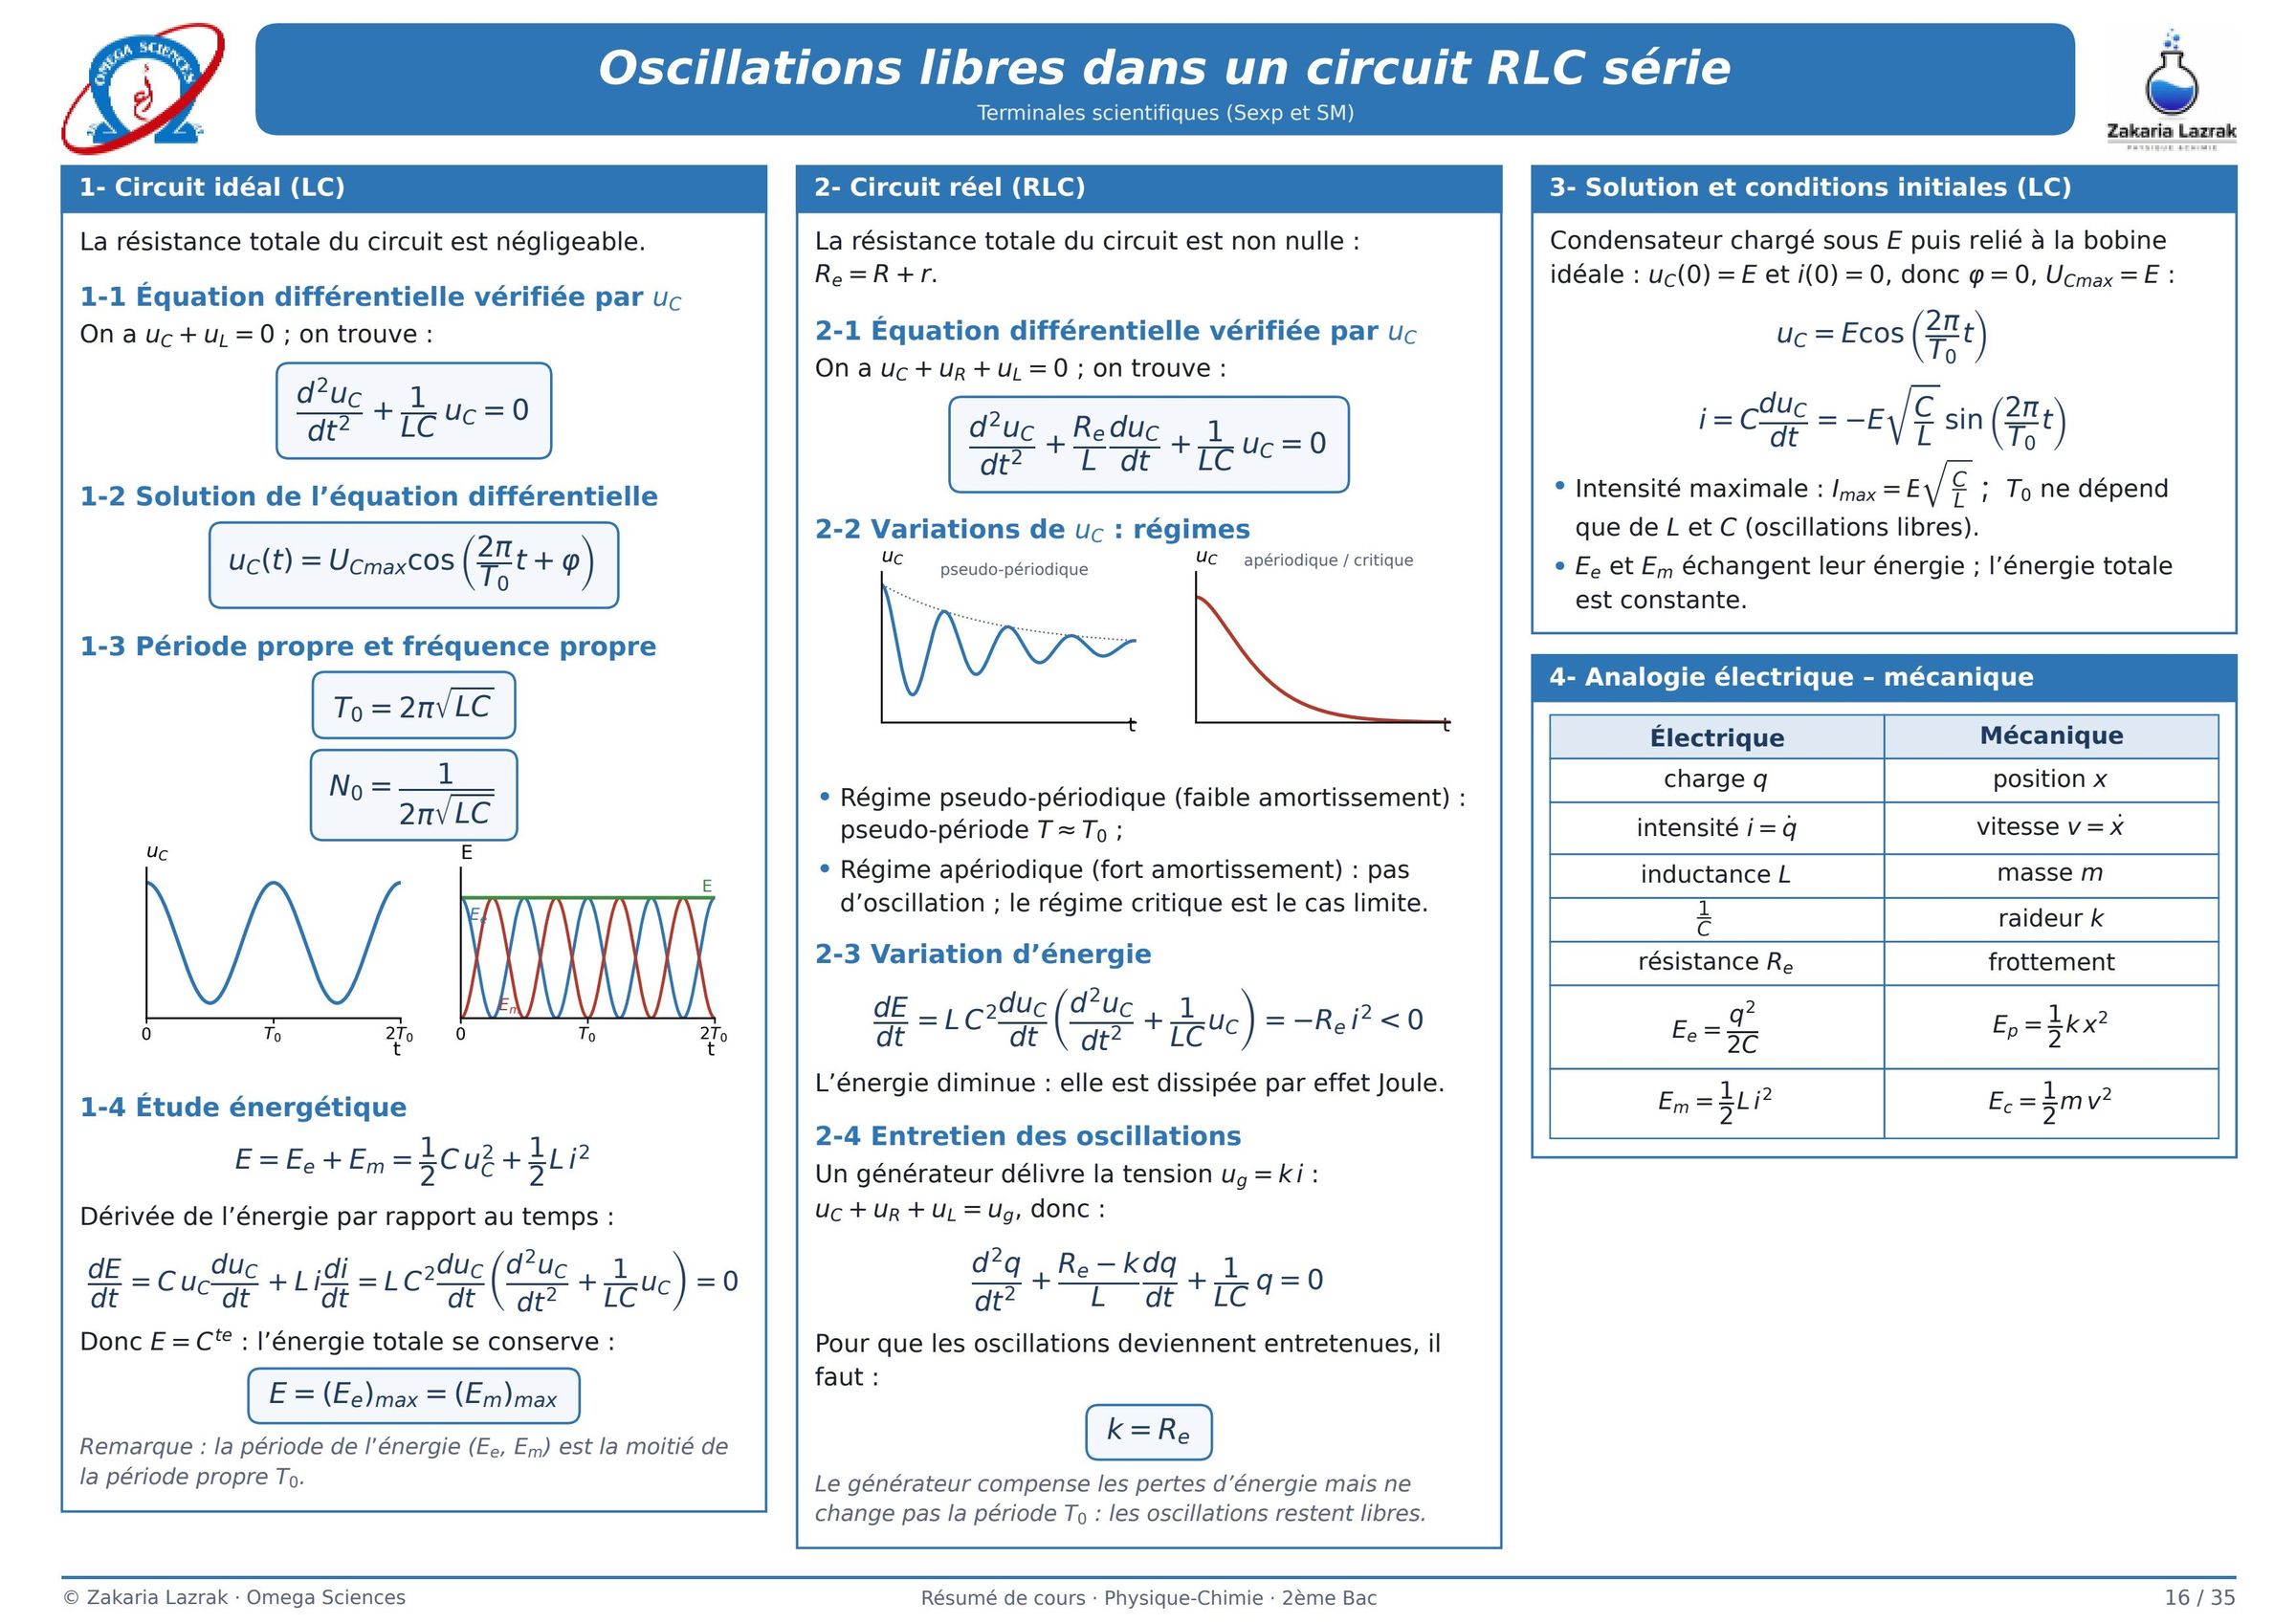 OMEGA SCIENCES
Oscillations libres dans un circuit RLC série
Terminales scientifiques (Sexp et SM)
Zakaria Lazrak
1- Circuit idéal (LC)
La résistance totale du circuit est négligeable.
1-1 Équation différentielle vérifiée par u_C
On a u_C + u_L = 0 ; on trouve :
d²u_C/dt² + 1/LC u_C = 0
1-2 Solution de l’équation différentielle
u_C(t) = U_Cmax cos (2π/T₀ t + φ)
1-3 Période propre et fréquence propre
T₀ = 2π√LC
N₀ = 1/2π√LC
u_C
0 T₀ 2T₀
t
E
E
E_e
E_m
0 T₀ 2T₀
t
1-4 Étude énergétique
E = E_e + E_m = 1/2 C u_C² + 1/2 L i²
Dérivée de l’énergie par rapport au temps :
dE/dt = C u_C du_C/dt + L i di/dt = L C² du_C/dt (d²u_C/dt² + 1/LC u_C) = 0
Donc E = C^te : l’énergie totale se conserve :
E = (E_e)_max = (E_m)_max
Remarque : la période de l’énergie (E_e, E_m) est la moitié de
la période propre T₀.
2- Circuit réel (RLC)
La résistance totale du circuit est non nulle :
R_e = R + r.
2-1 Équation différentielle vérifiée par u_C
On a u_C + u_R + u_L = 0 ; on trouve :
d²u_C/dt² + R_e/L du_C/dt + 1/LC u_C = 0
2-2 Variations de u_C : régimes
u_C pseudo-périodique
t
u_C apériodique / critique
t
• Régime pseudo-périodique (faible amortissement) :
pseudo-période T ≈ T₀ ;
• Régime apériodique (fort amortissement) : pas
d’oscillation ; le régime critique est le cas limite.
2-3 Variation d’énergie
dE/dt = L C² du_C/dt (d²u_C/dt² + 1/LC u_C) = −R_e i² < 0
L’énergie diminue : elle est dissipée par effet Joule.
2-4 Entretien des oscillations
Un générateur délivre la tension u_g = k i :
u_C + u_R + u_L = u_g, donc :
d²q/dt² + R_e − k/L dq/dt + 1/LC q = 0
Pour que les oscillations deviennent entretenues, il
faut :
k = R_e
Le générateur compense les pertes d’énergie mais ne
change pas la période T₀ : les oscillations restent libres.
3- Solution et conditions initiales (LC)
Condensateur chargé sous E puis relié à la bobine
idéale : u_C(0) = E et i(0) = 0, donc φ = 0, U_Cmax = E :
u_C = E cos (2π/T₀ t)
i = C du_C/dt = −E √(C/L) sin (2π/T₀ t)
• Intensité maximale : I_max = E √(C/L) ; T₀ ne dépend
que de L et C (oscillations libres).
• E_e et E_m échangent leur énergie ; l’énergie totale
est constante.
4- Analogie électrique – mécanique
Électrique Mécanique
charge q position x
intensité i = q̇ vitesse v = ẋ
inductance L masse m
1/C raideur k
résistance R_e frottement
E_e = q²/2C E_p = 1/2 k x²
E_m = 1/2 L i² E_c = 1/2 m v²
© Zakaria Lazrak · Omega Sciences
Résumé de cours · Physique-Chimie · 2ème Bac
16 / 35